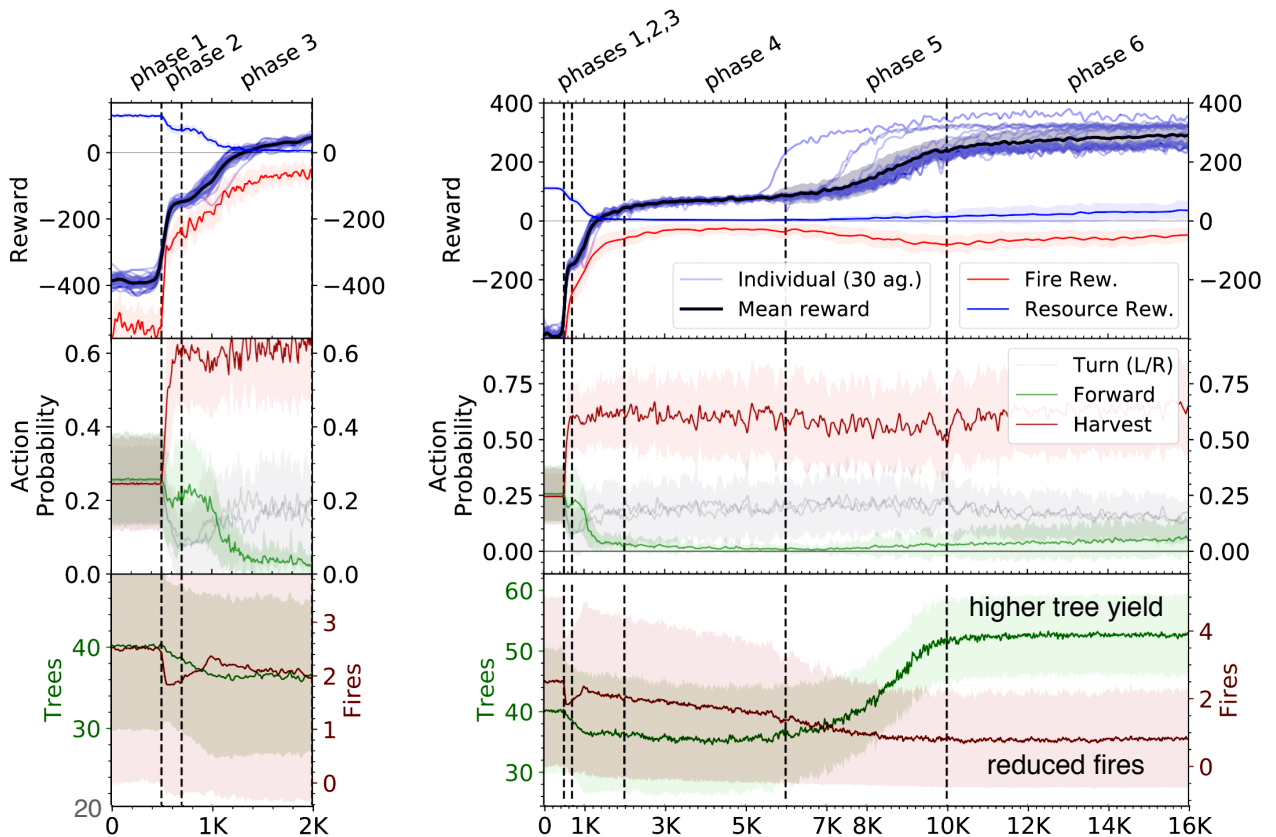 phase 1
phase 2
phase 3
phases 1,2,3
phase 4
phase 5
phase 6
Reward
0
−200
−400
0
−200
−400
Reward
400
200
0
−200
400
200
0
−200
Individual (30 ag.)
Mean reward
Fire Rew.
Resource Rew.
Action
Probability
0.6
0.4
0.2
0.0
0.6
0.4
0.2
0.0
Action
Probability
0.75
0.50
0.25
0.00
0.75
0.50
0.25
0.00
Turn (L/R)
Forward
Harvest
Trees
40
30
20
3
2
1
0
Fires
Trees
60
50
40
30
higher tree yield
reduced fires
4
2
0
Fires
0
1K
2K
0
1K
3K
5K
7K
8K
10K
12K
14K
16K